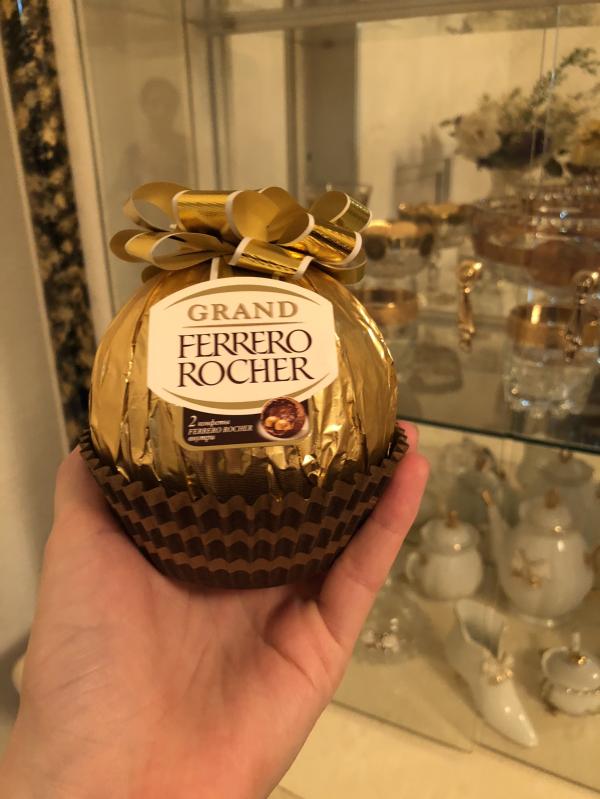 GRAND
FERRERO
ROCHER
2 конфеты
FERRERO ROCHER
внутри